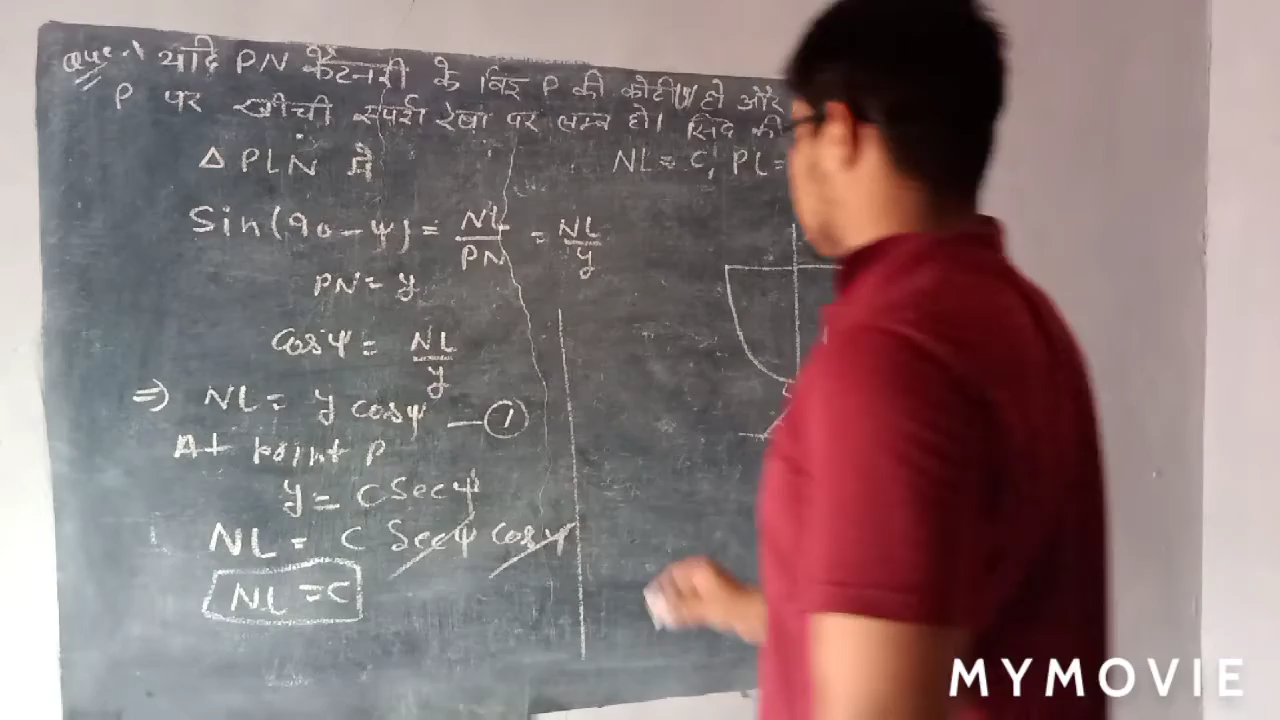 Que.1 यदि PN कैटनरी के बिंदु P की कोटि(y) हो और
P पर खींची स्पर्श रेखा पर लम्ब हो। सिद्ध की
Δ PLN में
NL = C, PL =
Sin(90-ψ) = NL/PN = NL/y
PN = y
Cosψ = NL/y
⇒ NL = y cosψ —①
At point P
y = C Secψ
NL = C Secψ cosψ
NL = C
MYMOVIE